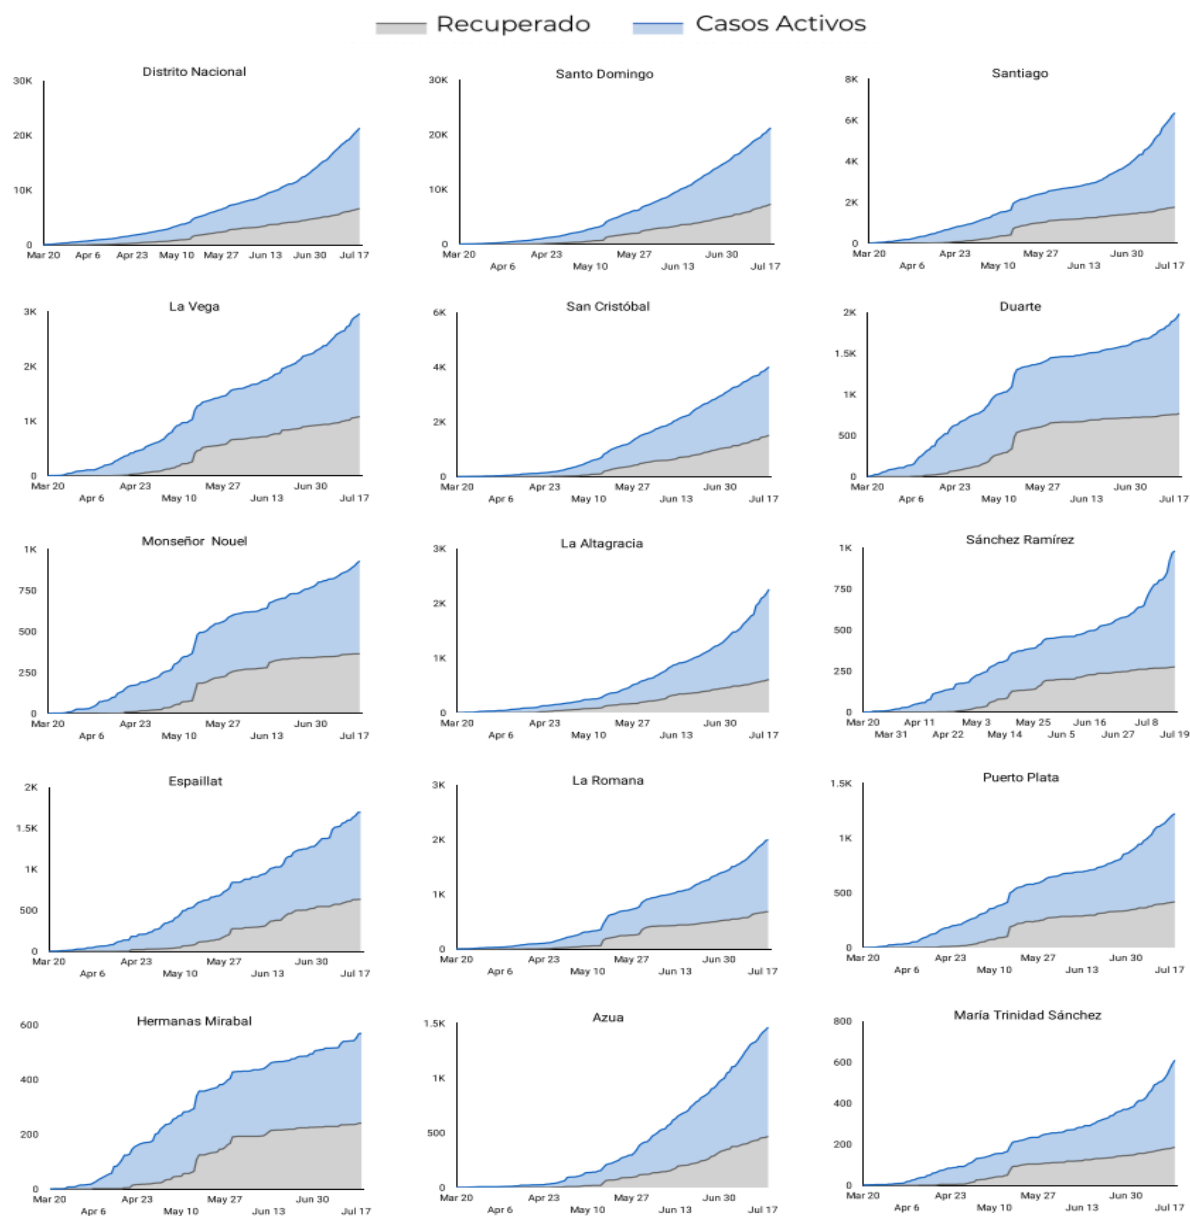 Recuperado Casos Activos
Distrito Nacional
30K
20K
10K
0
Mar 20 Apr 6 Apr 23 May 10 May 27 Jun 13 Jun 30 Jul 17
Santo Domingo
30K
20K
10K
0
Mar 20 Apr 23 May 27 Jun 30
Apr 6 May 10 Jun 13 Jul 17
Santiago
8K
6K
4K
2K
0
Mar 20 Apr 23 May 27 Jun 30
Apr 6 May 10 Jun 13 Jul 17
La Vega
3K
2K
1K
0
Mar 20 Apr 23 May 27 Jun 30
Apr 6 May 10 Jun 13 Jul 17
San Cristóbal
6K
4K
2K
0
Mar 20 Apr 23 May 27 Jun 30
Apr 6 May 10 Jun 13 Jul 17
Duarte
2K
1.5K
1K
500
0
Mar 20 Apr 23 May 27 Jun 30
Apr 6 May 10 Jun 13 Jul 17
Monseñor Nouel
1K
750
500
250
0
Mar 20 Apr 23 May 27 Jun 30
Apr 6 May 10 Jun 13 Jul 17
La Altagracia
3K
2K
1K
0
Mar 20 Apr 23 May 27 Jun 30
Apr 6 May 10 Jun 13 Jul 17
Sánchez Ramírez
1K
750
500
250
0
Mar 20 Apr 11 May 3 May 25 Jun 16 Jul 8
Mar 31 Apr 22 May 14 Jun 5 Jun 27 Jul 19
Espaillat
2K
1.5K
1K
500
0
Mar 20 Apr 23 May 27 Jun 30
Apr 6 May 10 Jun 13 Jul 17
La Romana
3K
2K
1K
0
Mar 20 Apr 23 May 27 Jun 30
Apr 6 May 10 Jun 13 Jul 17
Puerto Plata
1.5K
1K
500
0
Mar 20 Apr 23 May 27 Jun 30
Apr 6 May 10 Jun 13 Jul 17
Hermanas Mirabal
600
400
200
0
Mar 20 Apr 23 May 27 Jun 30
Apr 6 May 10 Jun 13 Jul 17
Azua
1.5K
1K
500
0
Mar 20 Apr 23 May 27 Jun 30
Apr 6 May 10 Jun 13 Jul 17
María Trinidad Sánchez
800
600
400
200
0
Mar 20 Apr 23 May 27 Jun 30
Apr 6 May 10 Jun 13 Jul 17